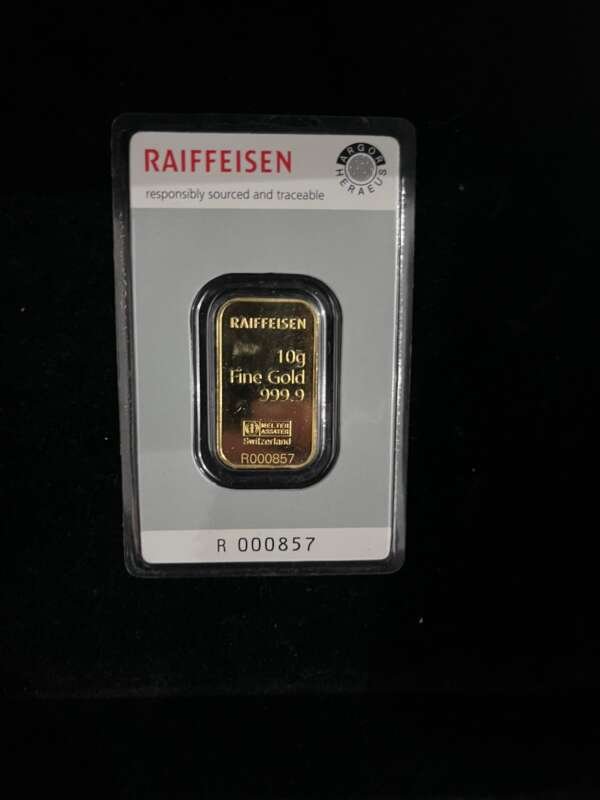 RAIFFEISEN
responsibly sourced and traceable
ARGOR
HERAEUS
RAIFFEISEN
10g
Fine Gold
999.9
MELTER
ASSAYER
Switzerland
R000857
R 000857